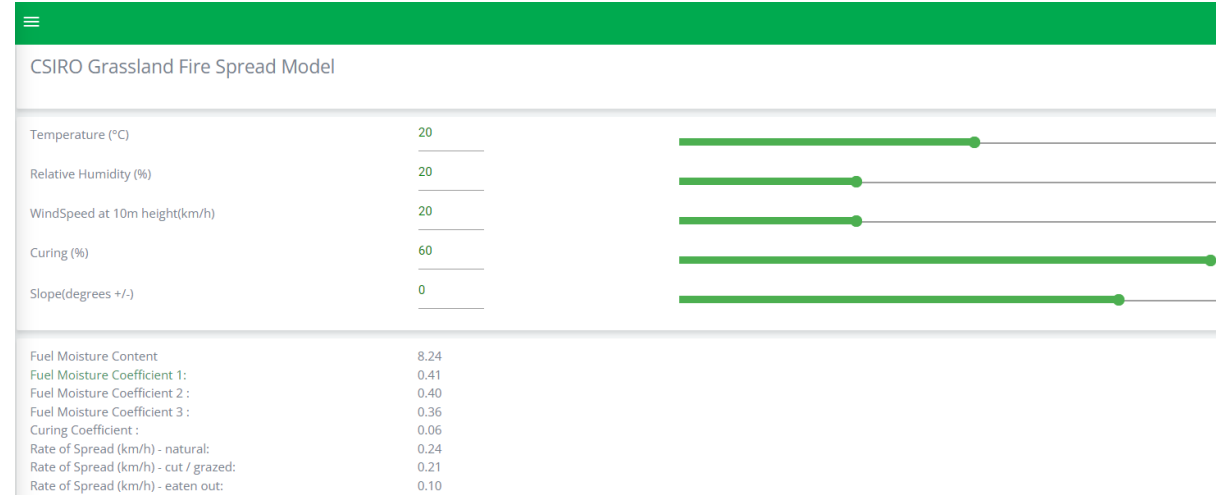 CSIRO Grassland Fire Spread Model
Temperature (°C) 20
Relative Humidity (%) 20
WindSpeed at 10m height(km/h) 20
Curing (%) 60
Slope(degrees +/-) 0
Fuel Moisture Content 8.24
Fuel Moisture Coefficient 1: 0.41
Fuel Moisture Coefficient 2 : 0.40
Fuel Moisture Coefficient 3 : 0.36
Curing Coefficient : 0.06
Rate of Spread (km/h) - natural: 0.24
Rate of Spread (km/h) - cut / grazed: 0.21
Rate of Spread (km/h) - eaten out: 0.10